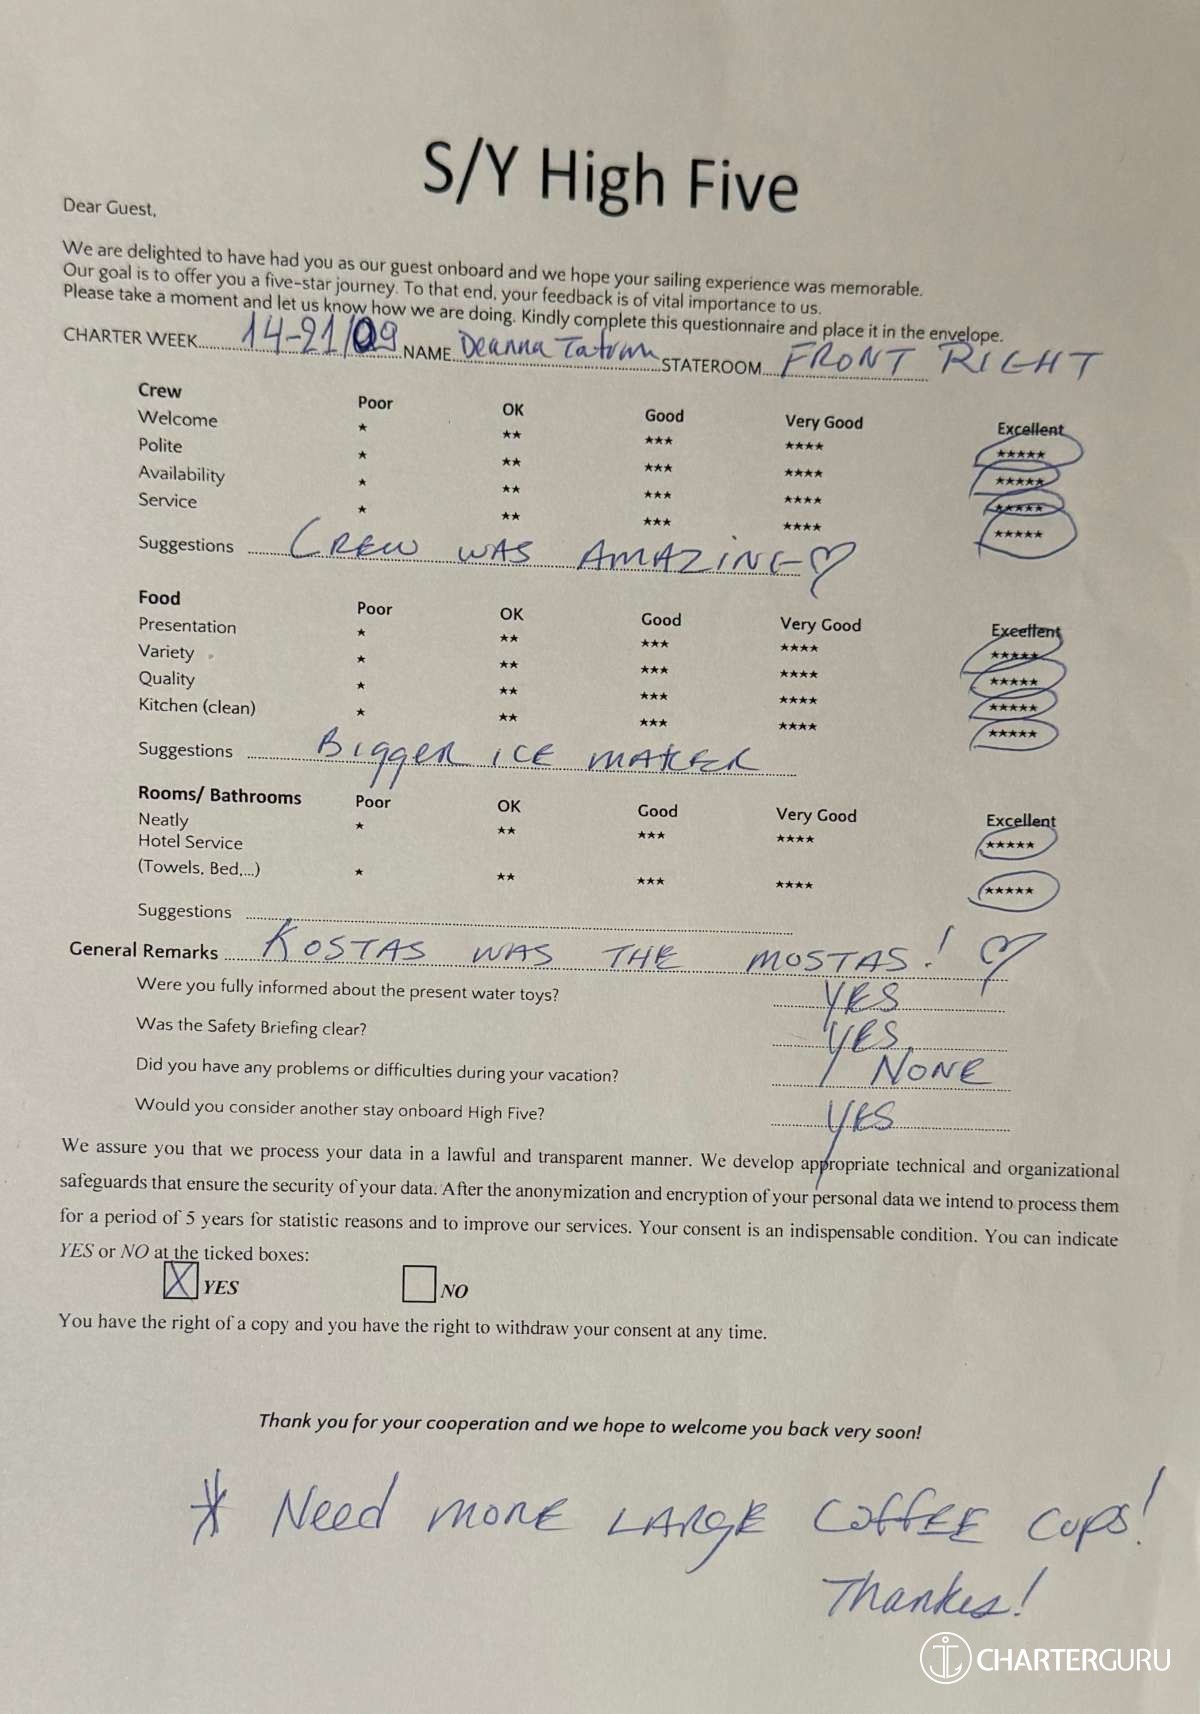 S/Y High Five
Dear Guest,
We are delighted to have had you as our guest onboard and we hope your sailing experience was memorable.
Our goal is to offer you a five-star journey. To that end, your feedback is of vital importance to us.
Please take a moment and let us know how we are doing. Kindly complete this questionnaire and place it in the envelope.
CHARTER WEEK 14-21/09 NAME Deanna Tatum STATEROOM FRONT RIGHT
Crew Poor OK Good Very Good Excellent
Welcome * ** *** **** *****
Polite * ** *** **** *****
Availability * ** *** **** *****
Service * ** *** **** *****
Suggestions CREW WAS AMAZING ♡
Food Poor OK Good Very Good Excellent
Presentation * ** *** **** *****
Variety * ** *** **** *****
Quality * ** *** **** *****
Kitchen (clean) * ** *** **** *****
Suggestions BIGGER ICE MAKER
Rooms/ Bathrooms Poor OK Good Very Good Excellent
Neatly * ** *** **** *****
Hotel Service
(Towels, Bed,...) * ** *** **** *****
Suggestions
General Remarks KOSTAS WAS THE MOSTAS! ♡
Were you fully informed about the present water toys? YES
Was the Safety Briefing clear? YES
Did you have any problems or difficulties during your vacation? NONE
Would you consider another stay onboard High Five? YES
We assure you that we process your data in a lawful and transparent manner. We develop appropriate technical and organizational
safeguards that ensure the security of your data. After the anonymization and encryption of your personal data we intend to process them
for a period of 5 years for statistic reasons and to improve our services. Your consent is an indispensable condition. You can indicate
YES or NO at the ticked boxes:
X YES NO
You have the right of a copy and you have the right to withdraw your consent at any time.
Thank you for your cooperation and we hope to welcome you back very soon!
* Need MORE LARGE COFFEE CUPS!
Thankes!
CHARTERGURU